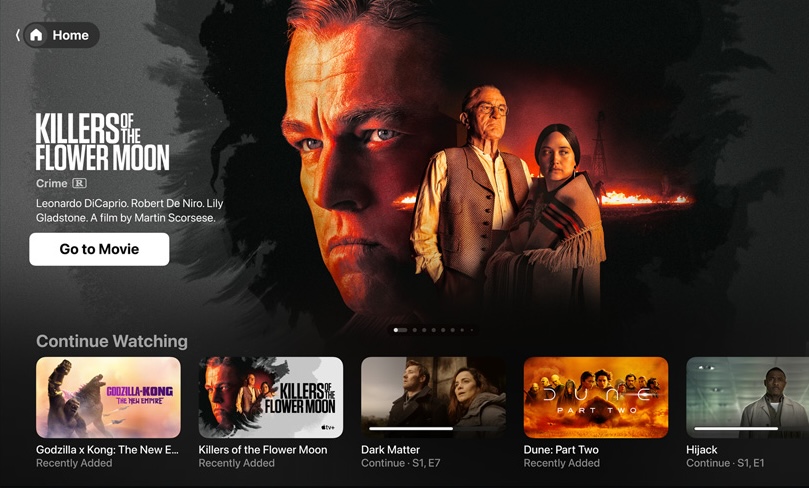 Home
KILLERS OF THE
FLOWER MOON
Crime R
Leonardo DiCaprio. Robert De Niro. Lily
Gladstone. A film by Martin Scorsese.
Go to Movie
Continue Watching
GODZILLA x KONG
THE NEW EMPIRE
KILLERS OF THE
FLOWER MOON
tv+
DUNE
PART TWO
Godzilla x Kong: The New E...
Recently Added
Killers of the Flower Moon
Recently Added
Dark Matter
Continue · S1, E7
Dune: Part Two
Recently Added
Hijack
Continue · S1, E1